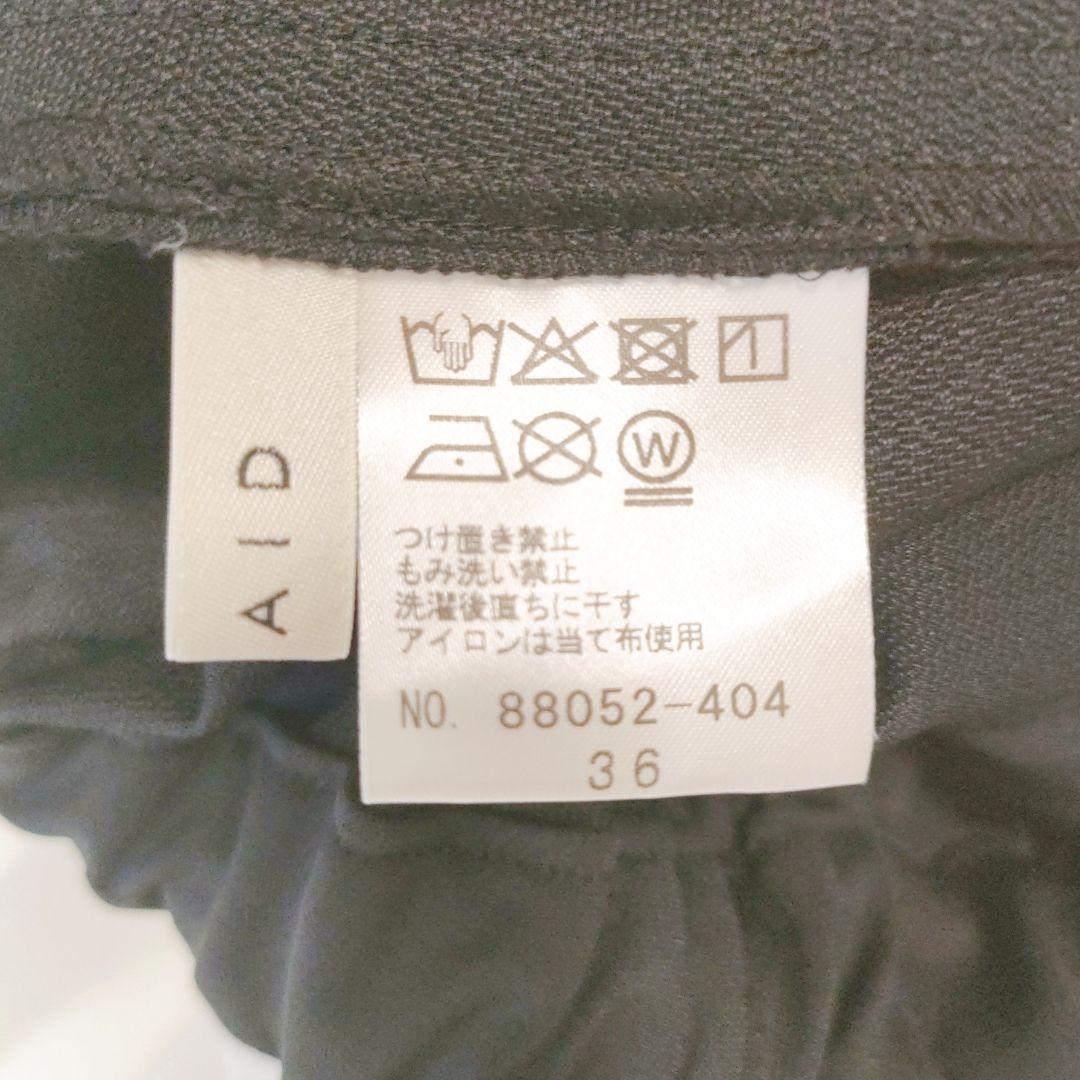 AID
W
つけ置き禁止
もみ洗い禁止
洗濯後直ちに干す
アイロンは当て布使用
NO. 88052-404
36